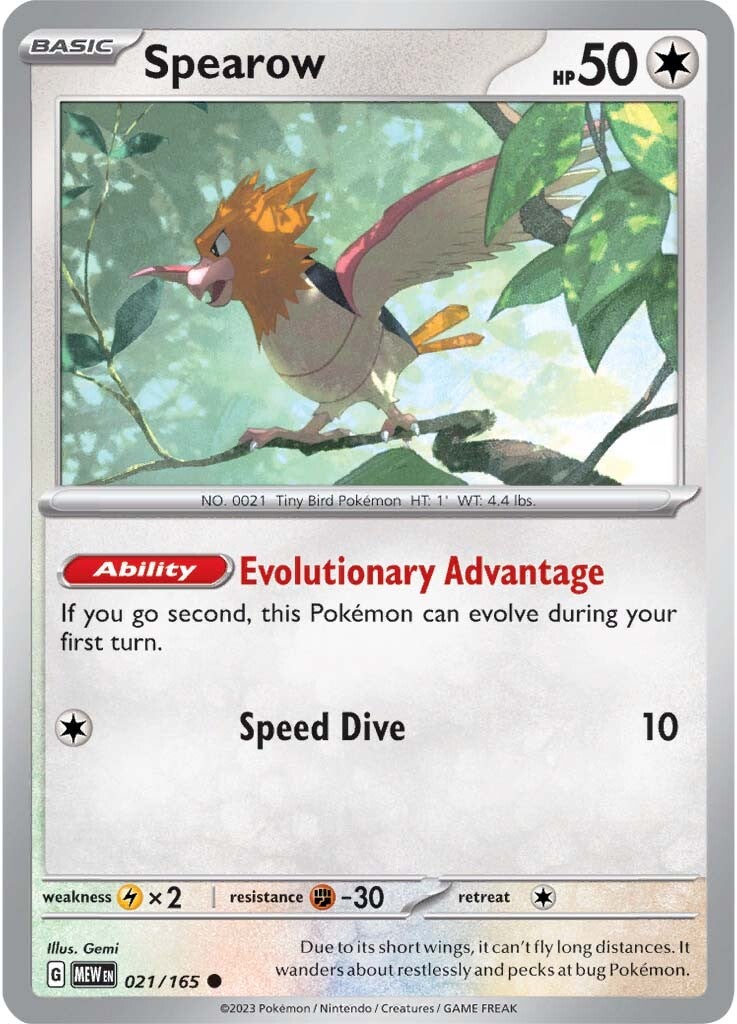 BASIC
Spearow
HP 50
NO. 0021 Tiny Bird Pokémon HT: 1' WT: 4.4 lbs.
Ability Evolutionary Advantage
If you go second, this Pokémon can evolve during your
first turn.
Speed Dive 10
weakness ×2 resistance -30 retreat
Illus. Gemi
Due to its short wings, it can't fly long distances. It
wanders about restlessly and pecks at bug Pokémon.
G MEW EN 021/165
©2023 Pokémon / Nintendo / Creatures / GAME FREAK